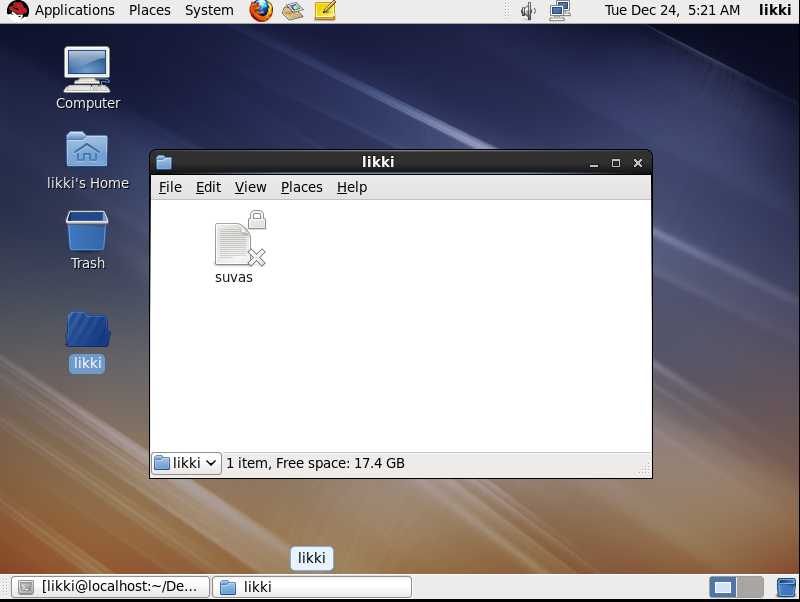 Applications Places System Tue Dec 24, 5:21 AM likki
Computer
likki's Home
Trash
likki
likki
File Edit View Places Help
suvas
likki 1 item, Free space: 17.4 GB
likki
[likki@localhost:~/De... likki